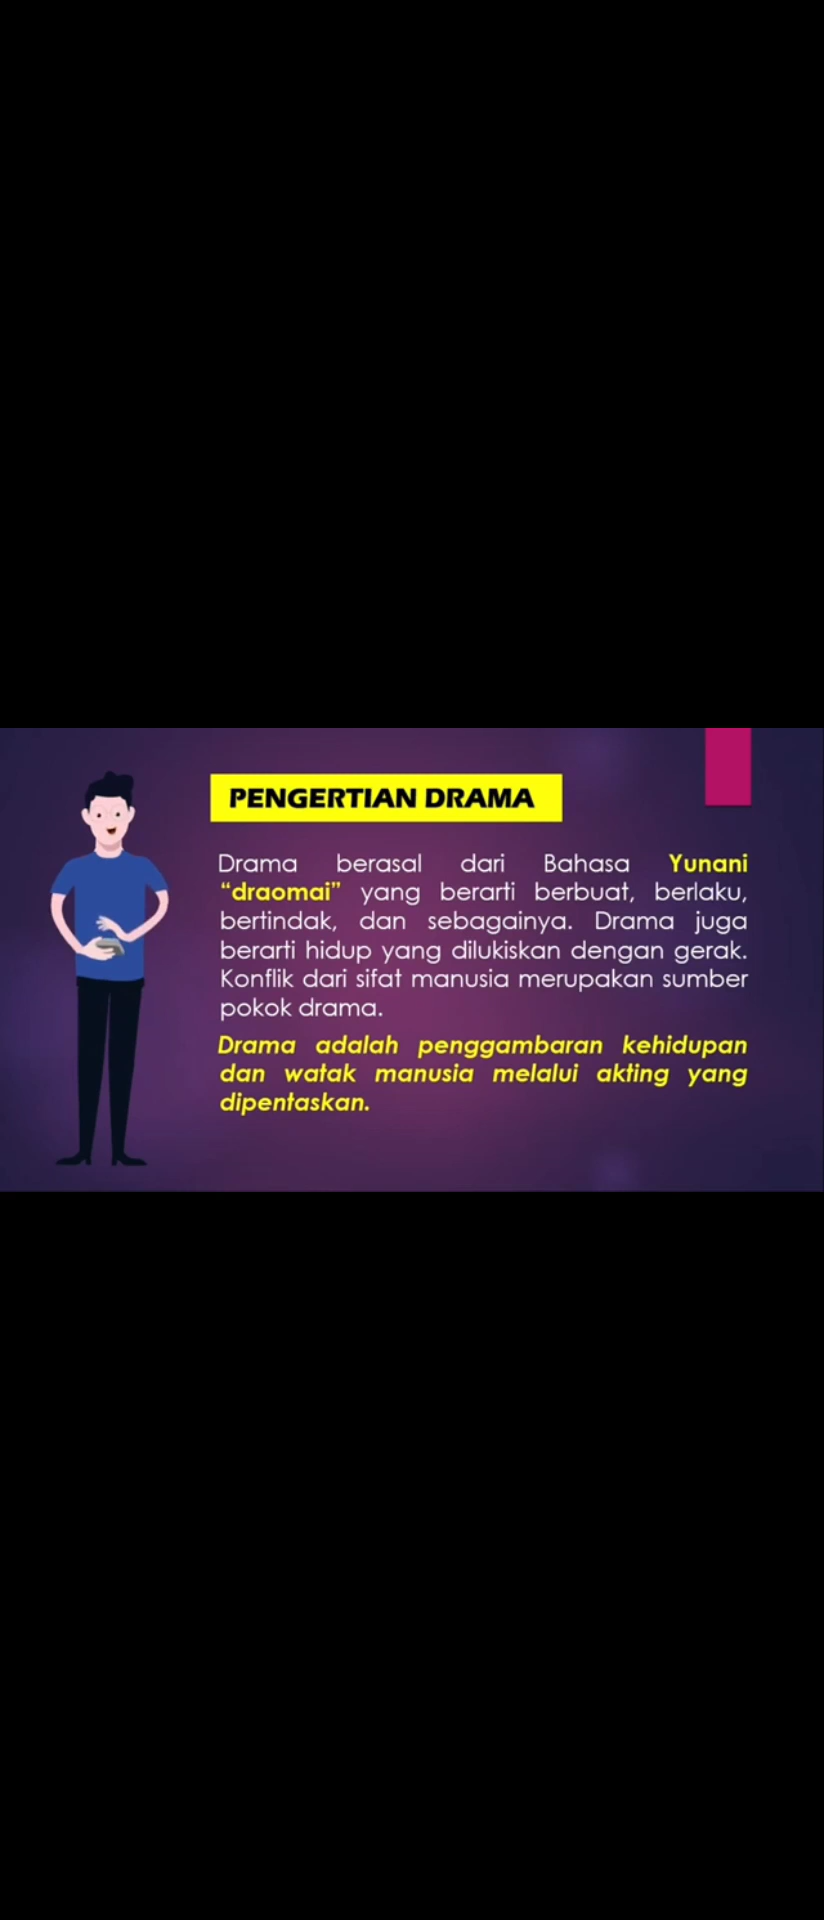 PENGERTIAN DRAMA
Drama berasal dari Bahasa Yunani
“draomai” yang berarti berbuat, berlaku,
bertindak, dan sebagainya. Drama juga
berarti hidup yang dilukiskan dengan gerak.
Konflik dari sifat manusia merupakan sumber
pokok drama.
Drama adalah penggambaran kehidupan
dan watak manusia melalui akting yang
dipentaskan.